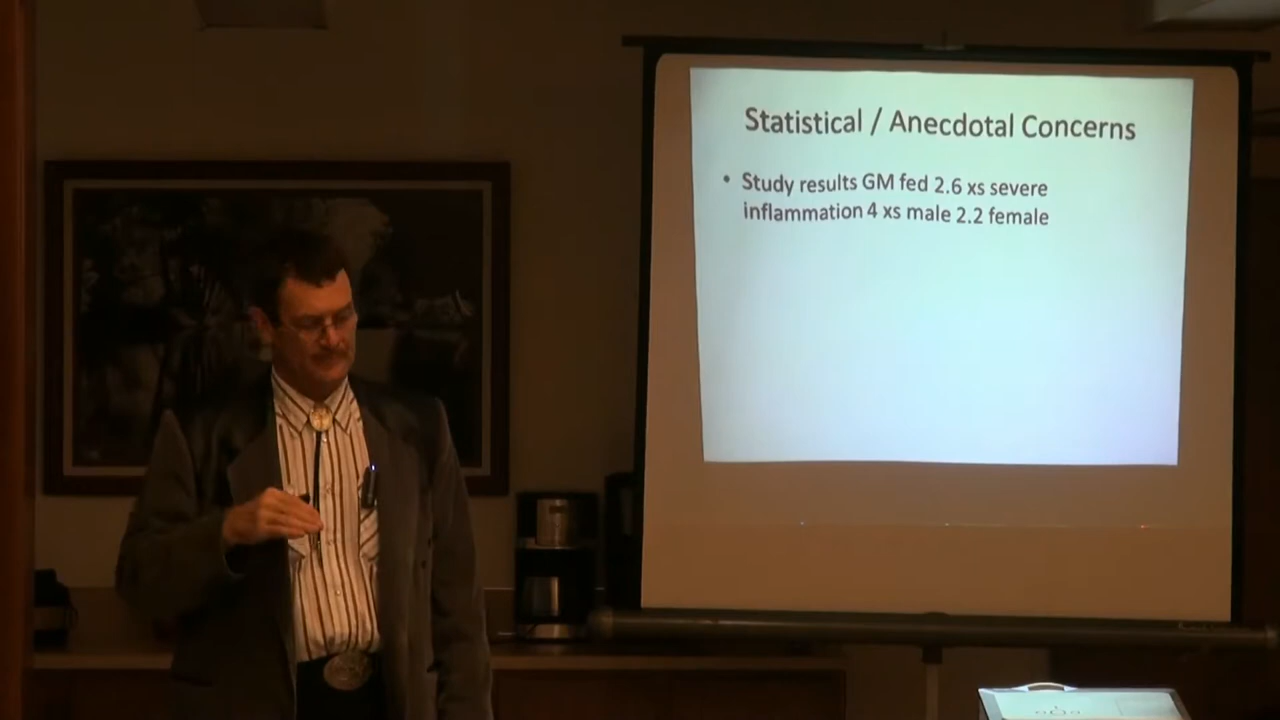 Statistical / Anecdotal Concerns
• Study results GM fed 2.6 xs severe
inflammation 4 xs male 2.2 female